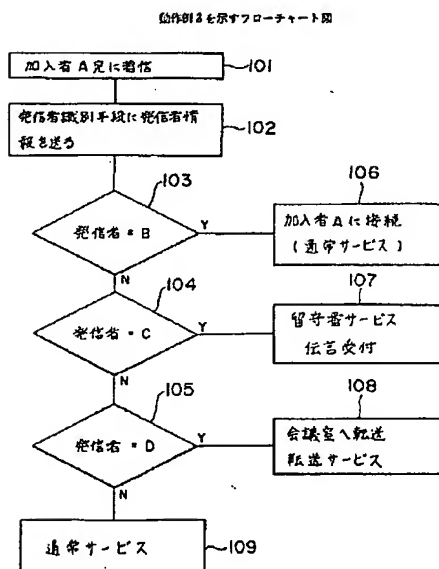 動作例を示すフローチャート図
加入者A宛に着信
101
発信者識別手段に発信者情
報を送る
102
103
発信者=B
Y
N
106
加入者Aに接続
(通常サービス)
104
発信者=C
Y
N
107
留守番サービス
伝言受付
105
発信者=D
Y
N
108
会議室へ転送
転送サービス
通常サービス
109